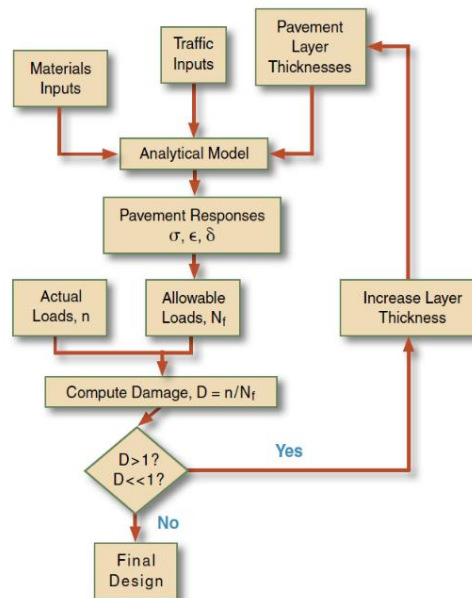 Materials
Inputs
Traffic
Inputs
Pavement
Layer
Thicknesses
Analytical Model
Pavement Responses
σ, ϵ, δ
Actual
Loads, n
Allowable
Loads, Nf
Increase Layer
Thickness
Compute Damage, D = n/Nf
D>1?
D<<1?
Yes
No
Final
Design